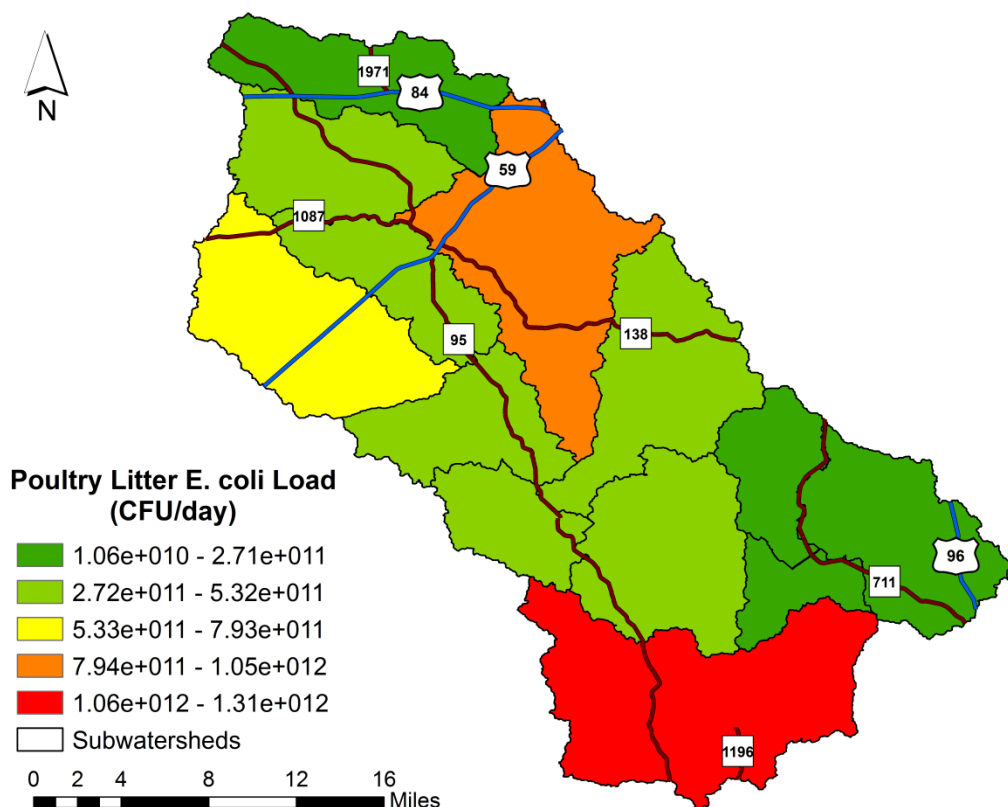 1971
84
N
59
1087
95
138
Poultry Litter E. coli Load
(CFU/day)
1.06e+010 - 2.71e+011
96
2.72e+011 - 5.32e+011
711
5.33e+011 - 7.93e+011
7.94e+011 - 1.05e+012
1.06e+012 - 1.31e+012
Subwatersheds
1196
0 2 4 8 12 16
Miles